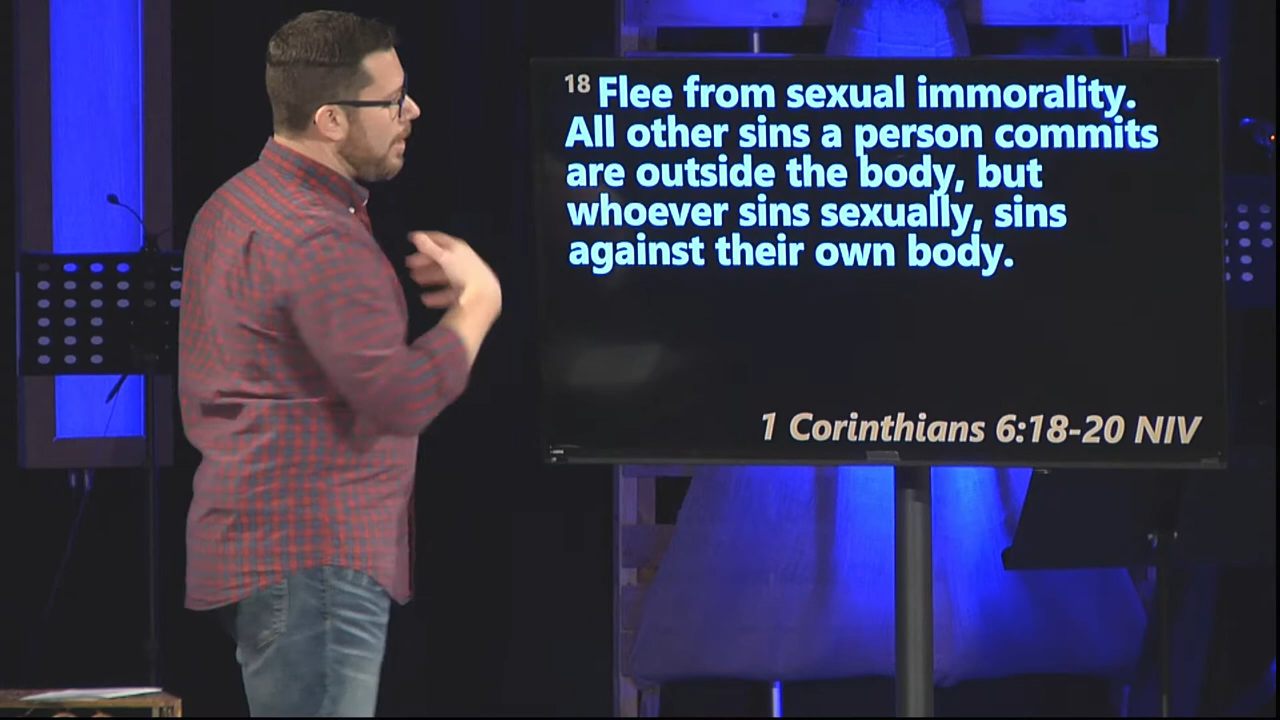 18 Flee from sexual immorality.
All other sins a person commits
are outside the body, but
whoever sins sexually, sins
against their own body.
1 Corinthians 6:18-20 NIV